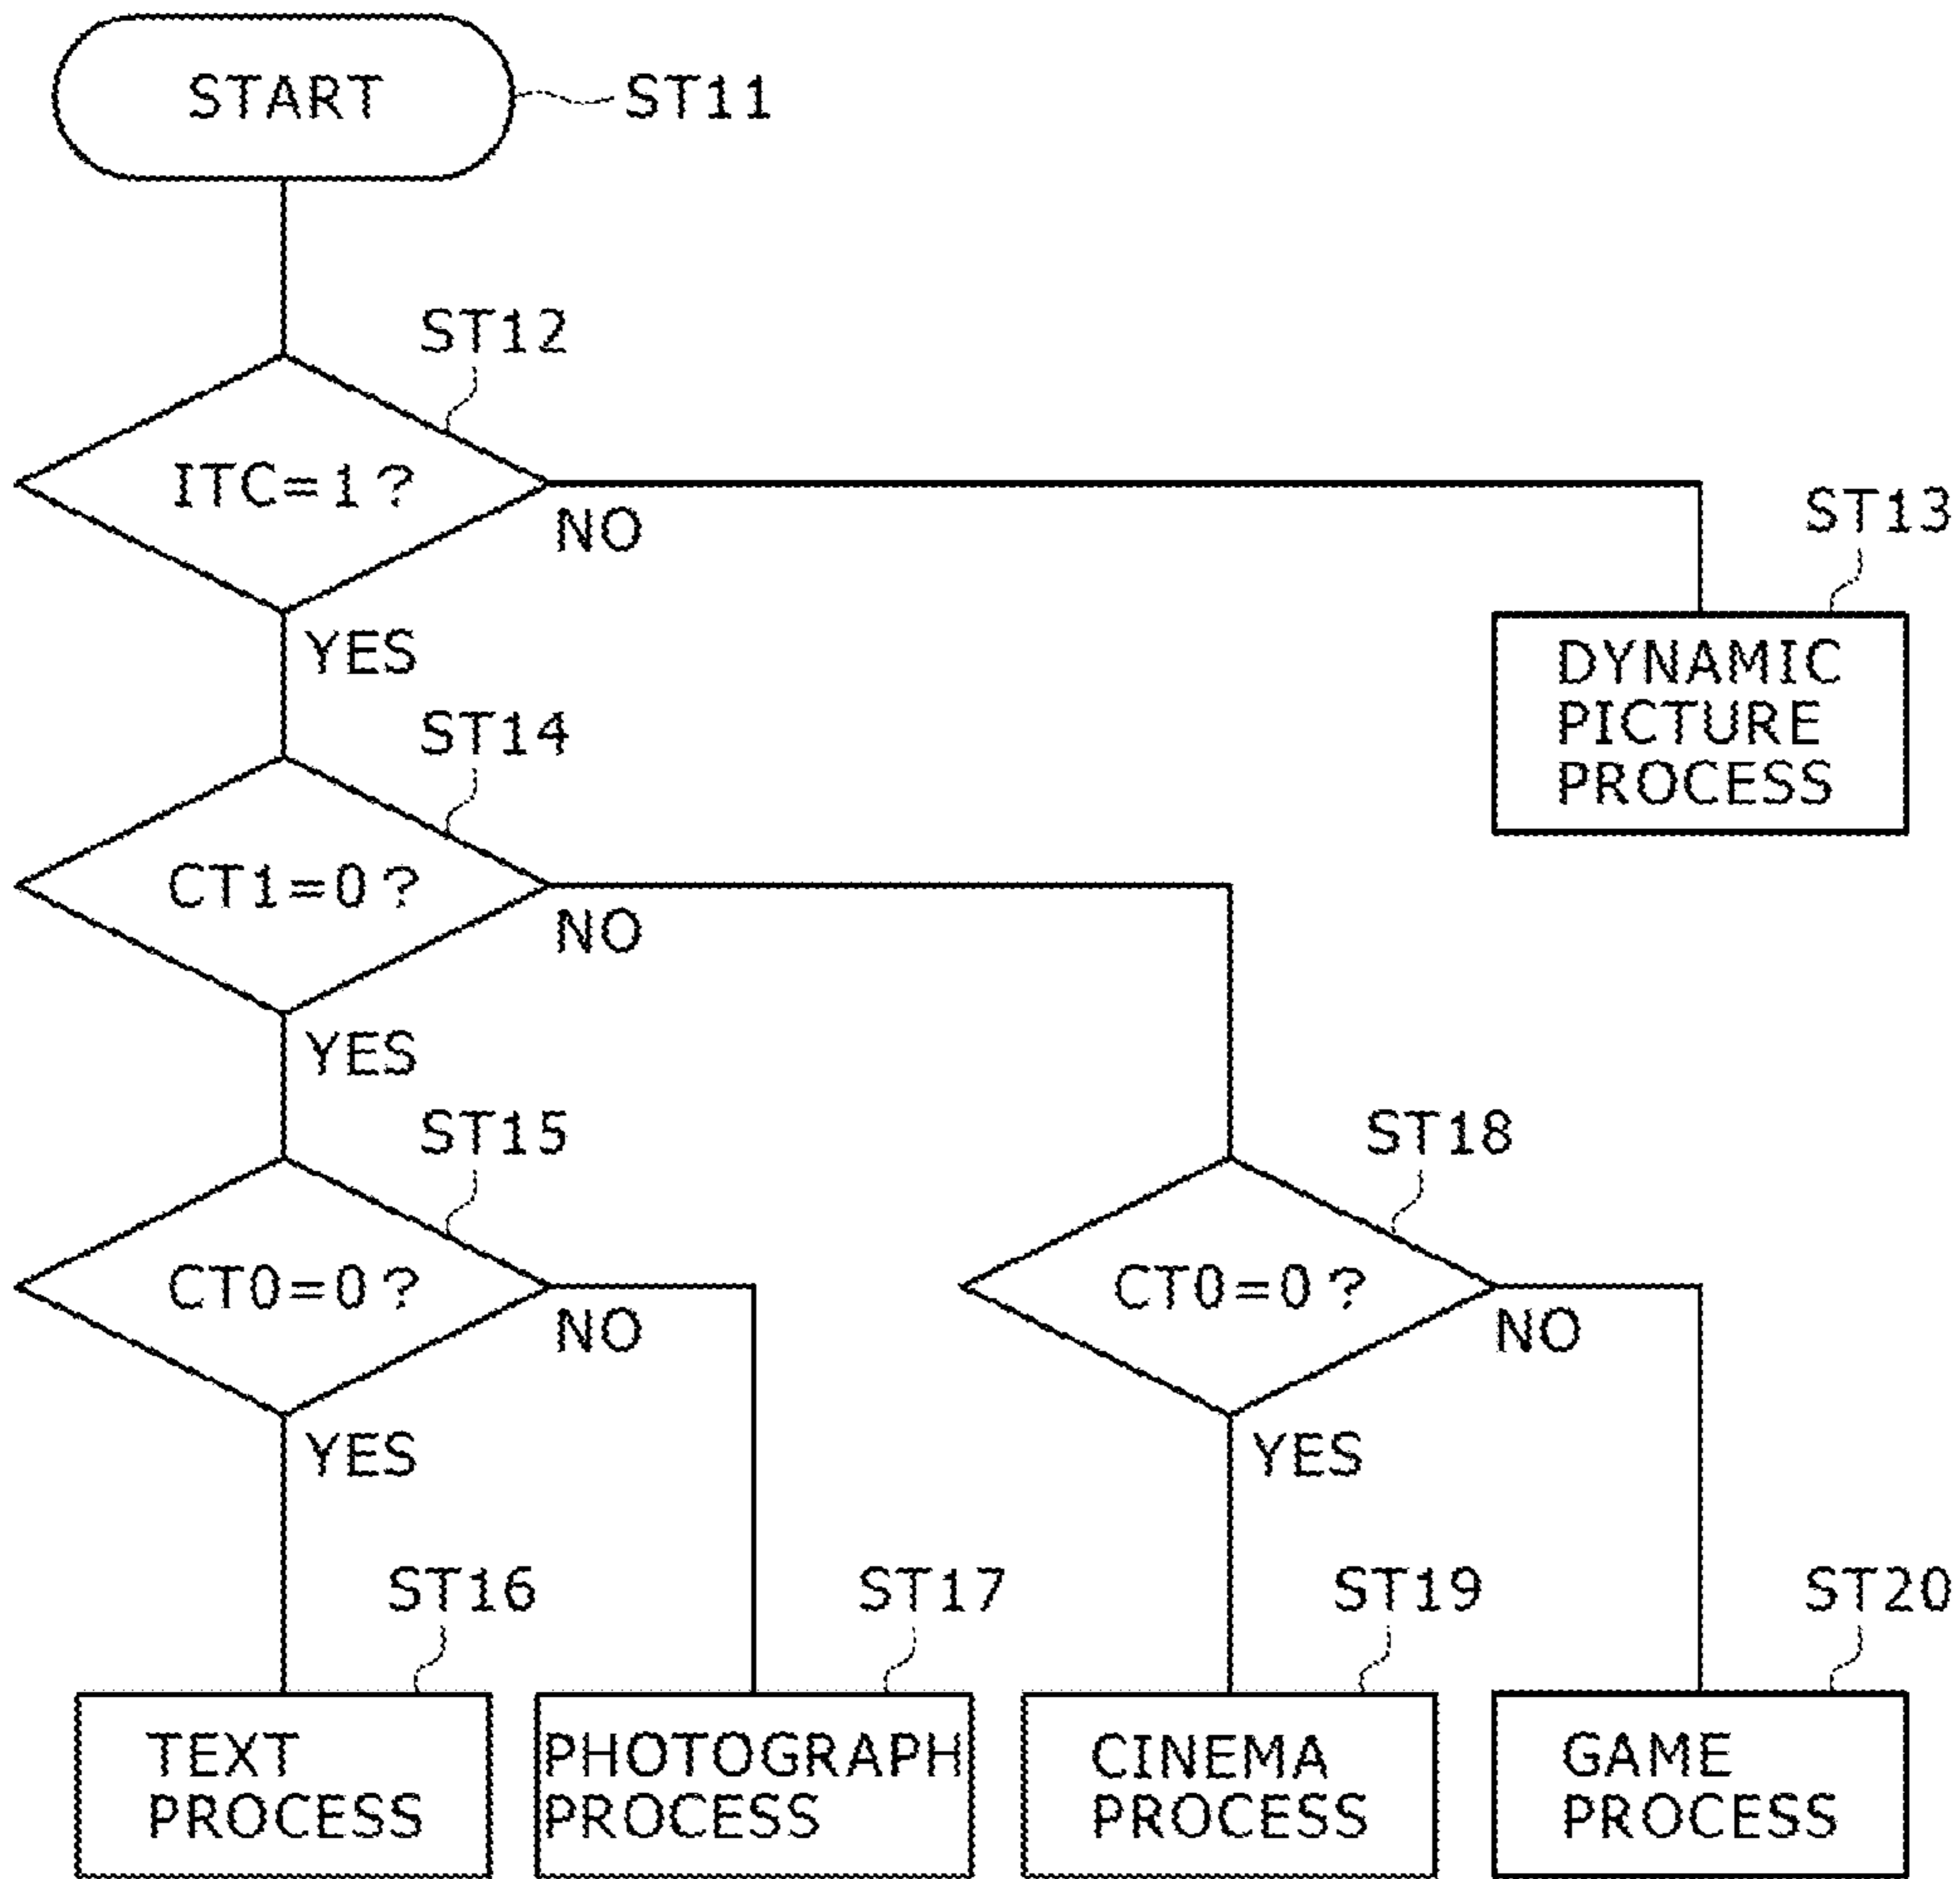 START
ST11
ST12
ITC=1?
NO
ST13
YES
DYNAMIC
PICTURE
PROCESS
ST14
CT1=0?
NO
YES
ST15
ST18
CT0=0?
NO
CT0=0?
NO
YES
YES
ST16
ST17
ST19
ST20
TEXT
PROCESS
PHOTOGRAPH
PROCESS
CINEMA
PROCESS
GAME
PROCESS